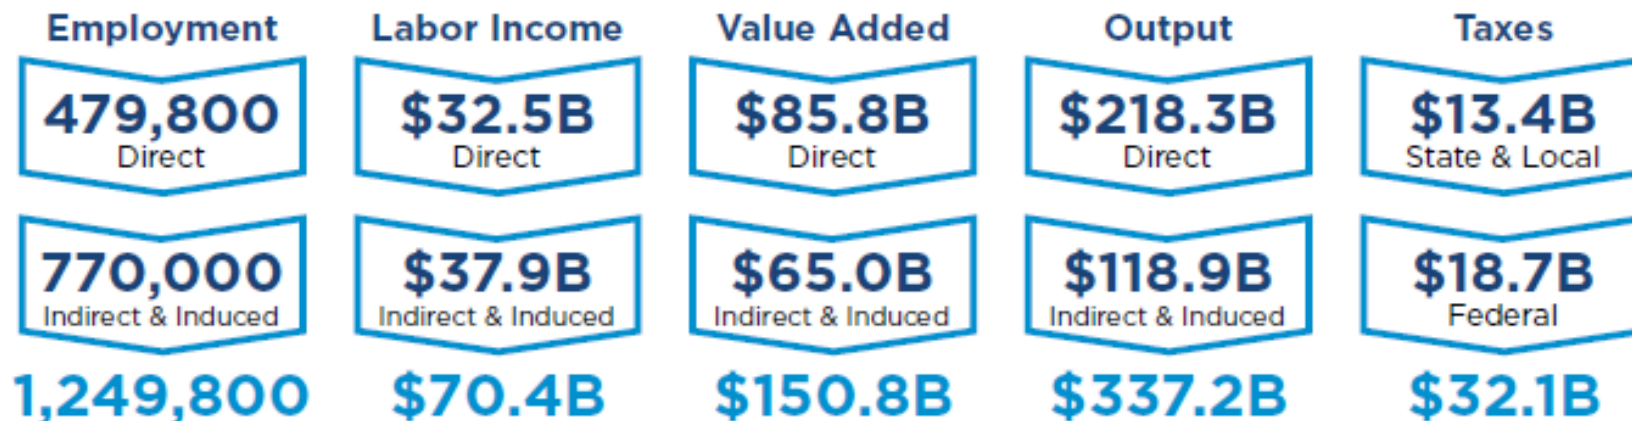 Employment Labor Income Value Added Output Taxes
479,800 $32.5B $85.8B $218.3B $13.4B
Direct Direct Direct Direct State & Local
770,000 $37.9B $65.0B $118.9B $18.7B
Indirect & Induced Indirect & Induced Indirect & Induced Indirect & Induced Federal
1,249,800 $70.4B $150.8B $337.2B $32.1B